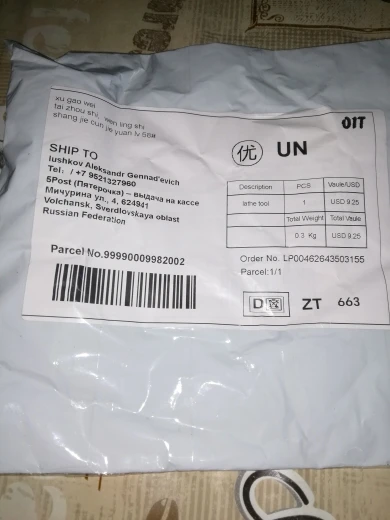 xu gao wei
tai zhou shi, wen ling shi
shang jie cun jie yuan lv 56#
OIT
优 UN
SHIP TO
Iushkov Aleksandr Gennad'evich
Tel: / +7 9521327960
5Post (Пятерочка) – выдача на кассе
Мичурина ул., 4, 624941
Volchansk, Sverdlovskaya oblast
Russian Federation
Description PCS Vaule/USD
lathe tool 1 USD 9.25
Total Weight Total Vaule
0.3 Kg USD 9.25
Parcel No.99990009982002
Order No. LP00462643503155
Parcel:1/1
D ZT 663